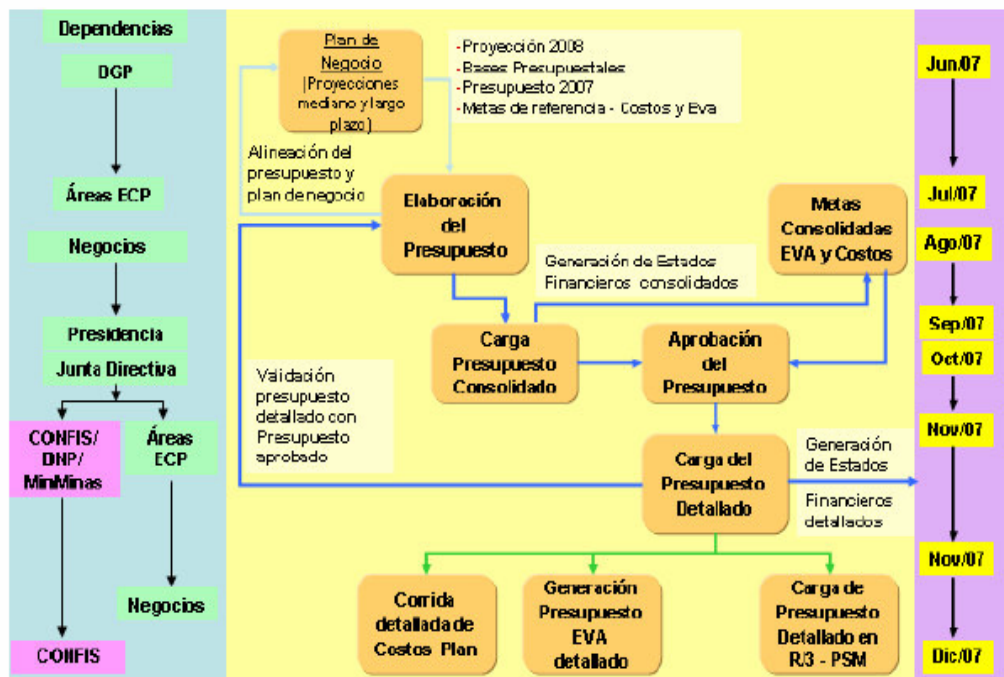 Dependencias
DGP
Áreas ECP
Negocios
Presidencia
Junta Directiva
CONFIS/
DNP/
MinMinas
Áreas
ECP
Negocios
CONFIS
Plan de
Negocio
(Proyecciones
mediano y largo
plazo)
-Proyección 2008
-Bases Presupuestales
-Presupuesto 2007
-Metas de referencia - Costos y Eva
Alineación del
presupuesto y
plan de negocio
Elaboración
del
Presupuesto
Metas
Consolidadas
EVA y Costos
Generación de Estados
Financieros consolidados
Carga
Presupuesto
Consolidado
Aprobación
del
Presupuesto
Validación
presupuesto
detallado con
Presupuesto
aprobado
Carga del
Presupuesto
Detallado
Generación
de Estados
Financieros
detallados
Corrida
detallada de
Costos Plan
Generación
Presupuesto
EVA
detallado
Carga de
Presupuesto
Detallado en
R/3 - PSM
Jun/07
Jul/07
Ago/07
Sep/07
Oct/07
Nov/07
Nov/07
Dic/07